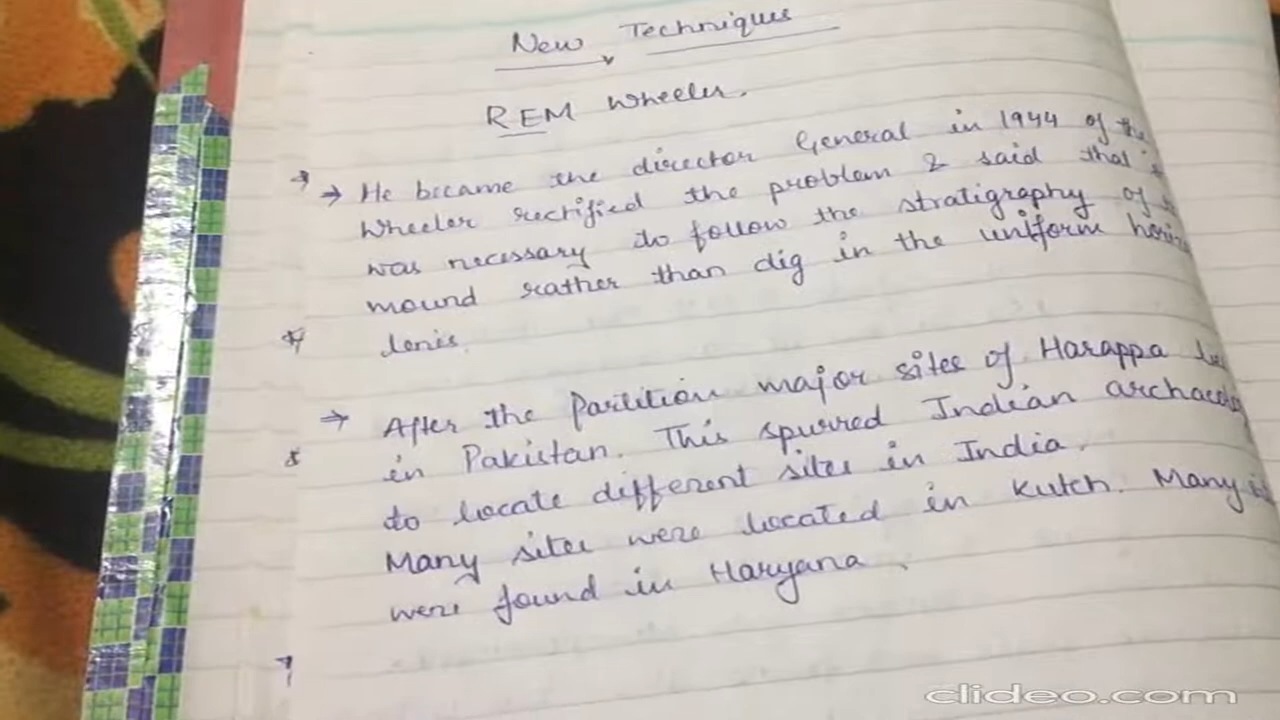 New Techniques
REM Wheeler.
→ He became the director General in 1944 of the
Wheeler rectified the problem & said that
was necessary to follow the stratigraphy of
mound rather than dig in the uniform
→ After the Partition major sites of Harappa
in Pakistan. This spurred Indian
to locate different sites in India.
Many sites were located in Kutch. Many
were found in Haryana.
clideo.com